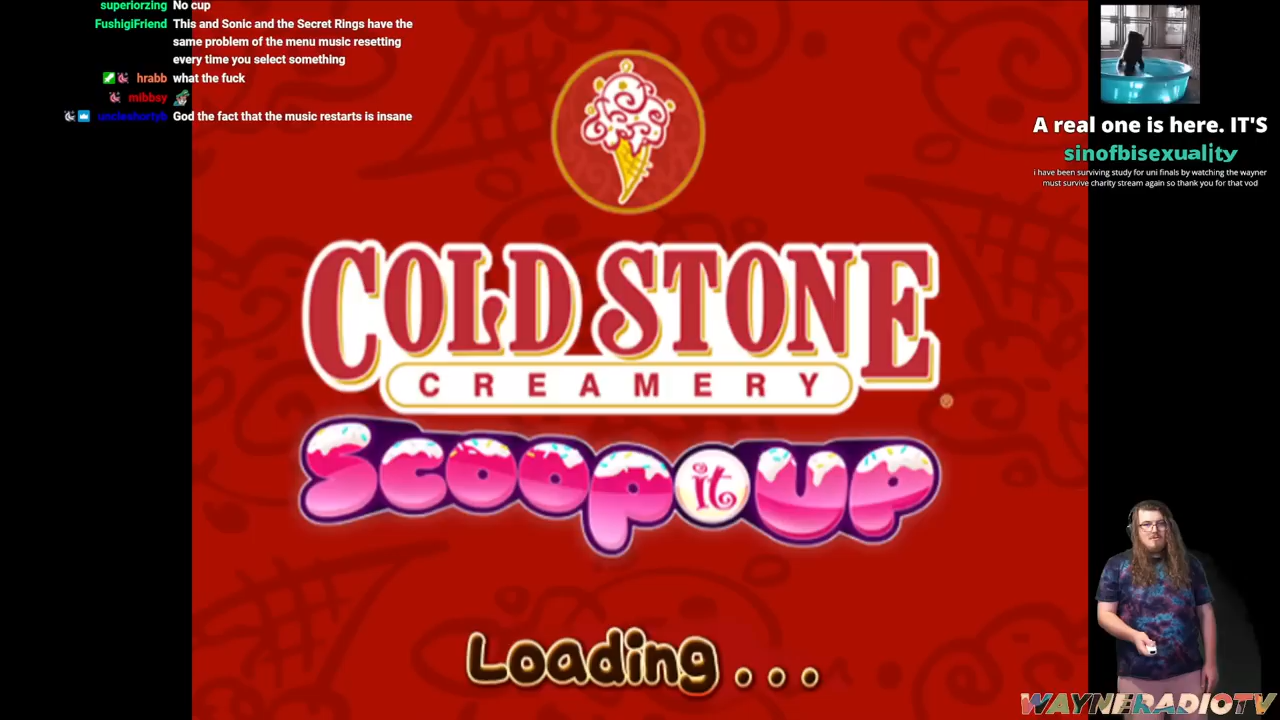 superiorzing No cup
FushigiFriend This and Sonic and the Secret Rings have the
same problem of the menu music resetting
every time you select something
hrabb what the fuck
mibbsy
uncleshortyb God the fact that the music restarts is insane
COLD STONE
CREAMERY
®
Scoop it UP
Loading...
A real one is here. IT'S
sinofbisexuality
i have been surviving study for uni finals by watching the wayner
must survive charity stream again so thank you for that vod
WAYNERADIOTV